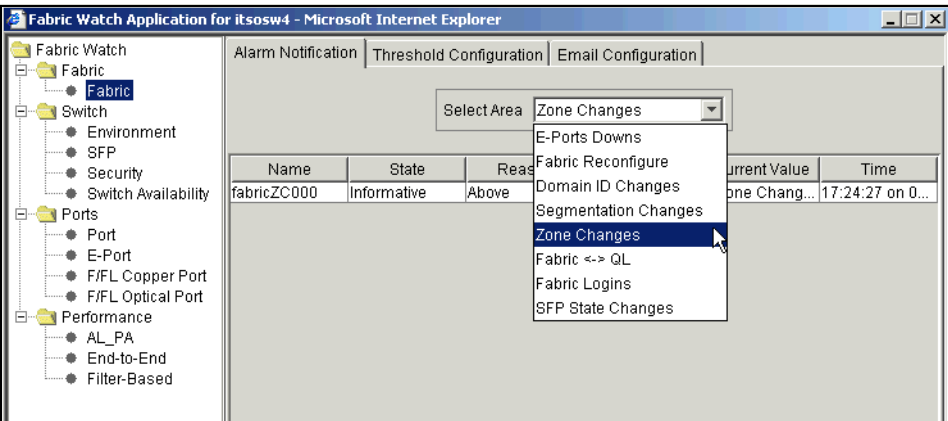 Fabric Watch Application for itsosw4 - Microsoft Internet Explorer
Fabric Watch
Fabric
Fabric
Switch
Environment
SFP
Security
Switch Availability
Ports
Port
E-Port
F/FL Copper Port
F/FL Optical Port
Performance
AL_PA
End-to-End
Filter-Based
Alarm Notification Threshold Configuration Email Configuration
Select Area Zone Changes
E-Ports Downs
Fabric Reconfigure
Domain ID Changes
Segmentation Changes
Zone Changes
Fabric <-> QL
Fabric Logins
SFP State Changes
Name State Reas urrent Value Time
fabricZC000 Informative Above one Chang... 17:24:27 on 0...